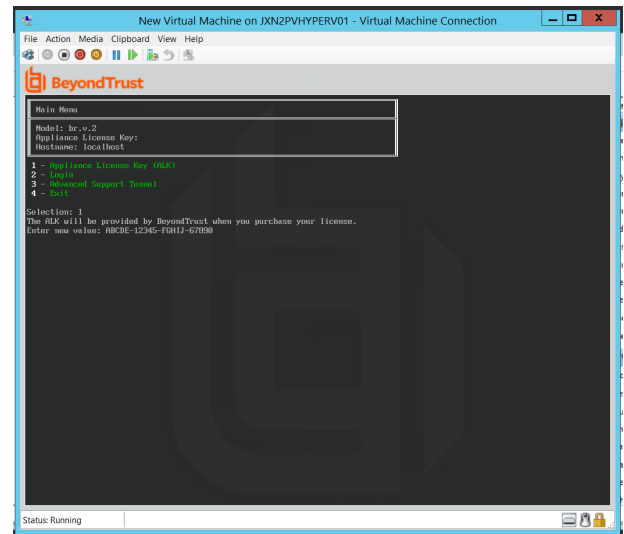 New Virtual Machine on JXN2PVHYPERV01 - Virtual Machine Connection
File Action Media Clipboard View Help
BeyondTrust
Main Menu
Model: br.v.2
Appliance License Key:
Hostname: localhost
1 - Appliance License Key (ALK)
2 - Login
3 - Advanced Support Tunnel
4 - Exit
Selection: 1
The ALK will be provided by BeyondTrust when you purchase your license.
Enter new value: ABCDE-12345-FGHIJ-67890
Status: Running